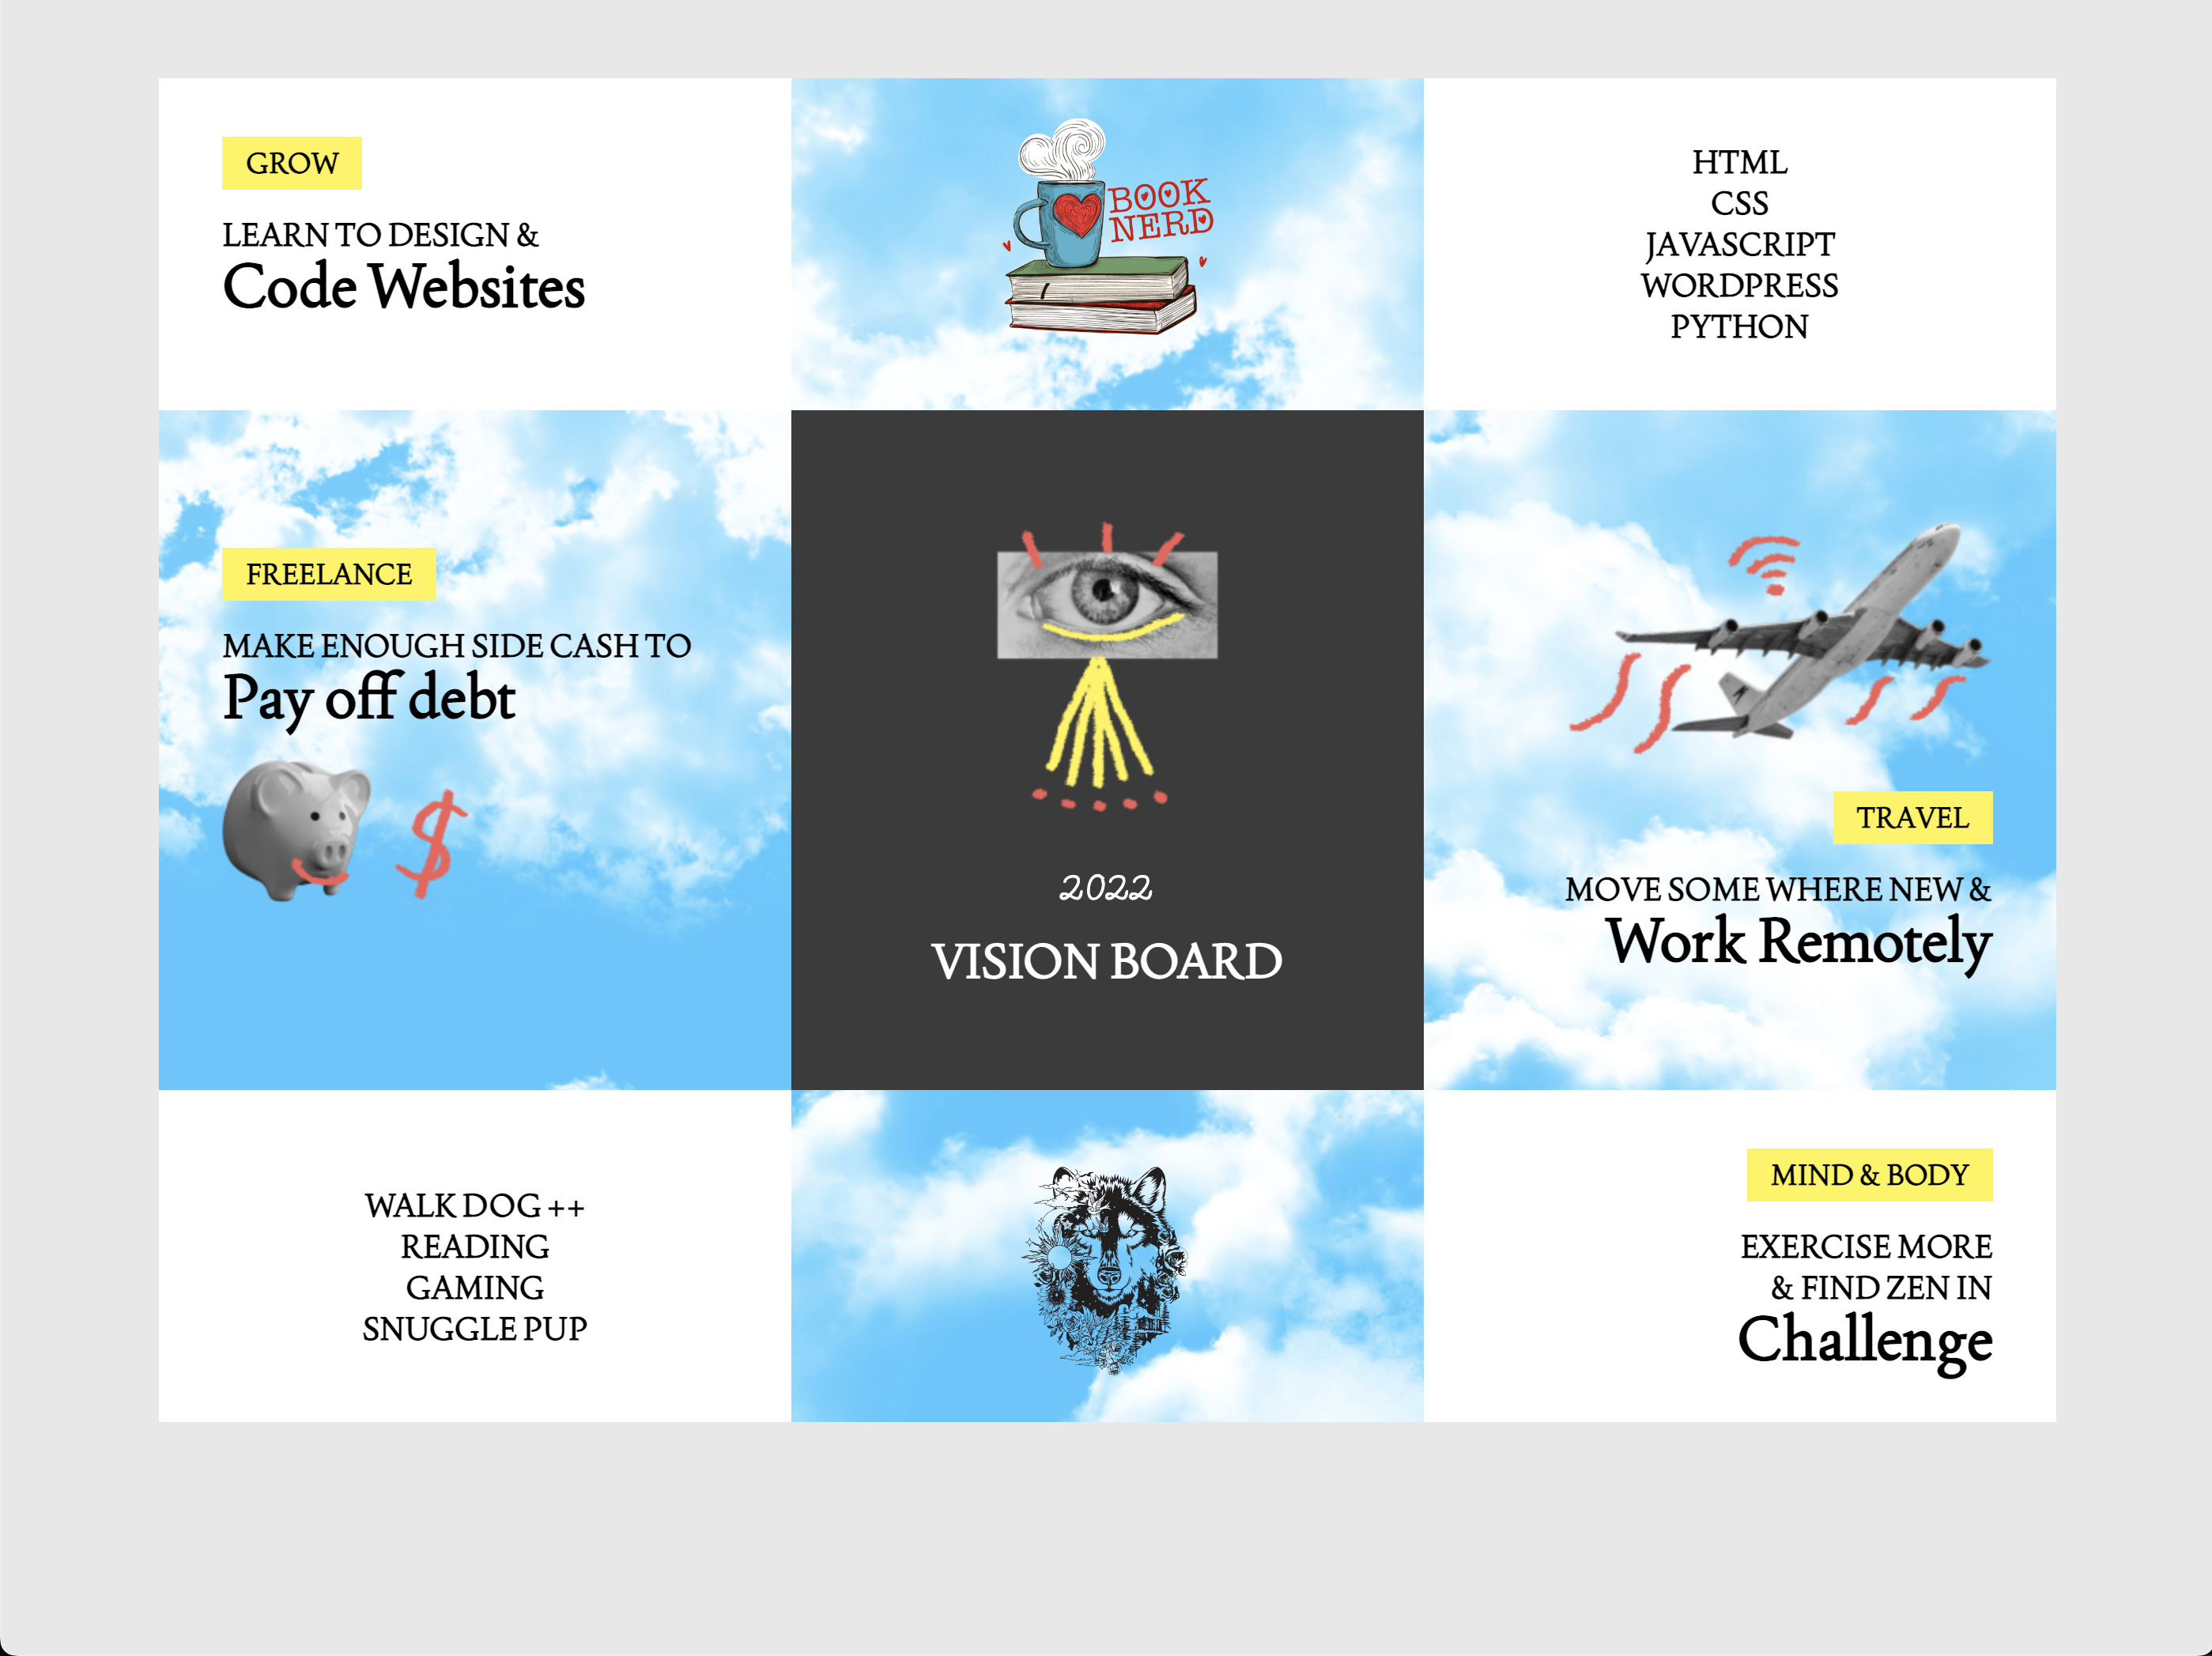 GROW
LEARN TO DESIGN &
Code Websites
BOOK
NERD
HTML
CSS
JAVASCRIPT
WORDPRESS
PYTHON
FREELANCE
MAKE ENOUGH SIDE CASH TO
Pay off debt
$
2022
VISION BOARD
TRAVEL
MOVE SOME WHERE NEW &
Work Remotely
WALK DOG ++
READING
GAMING
SNUGGLE PUP
MIND & BODY
EXERCISE MORE
& FIND ZEN IN
Challenge